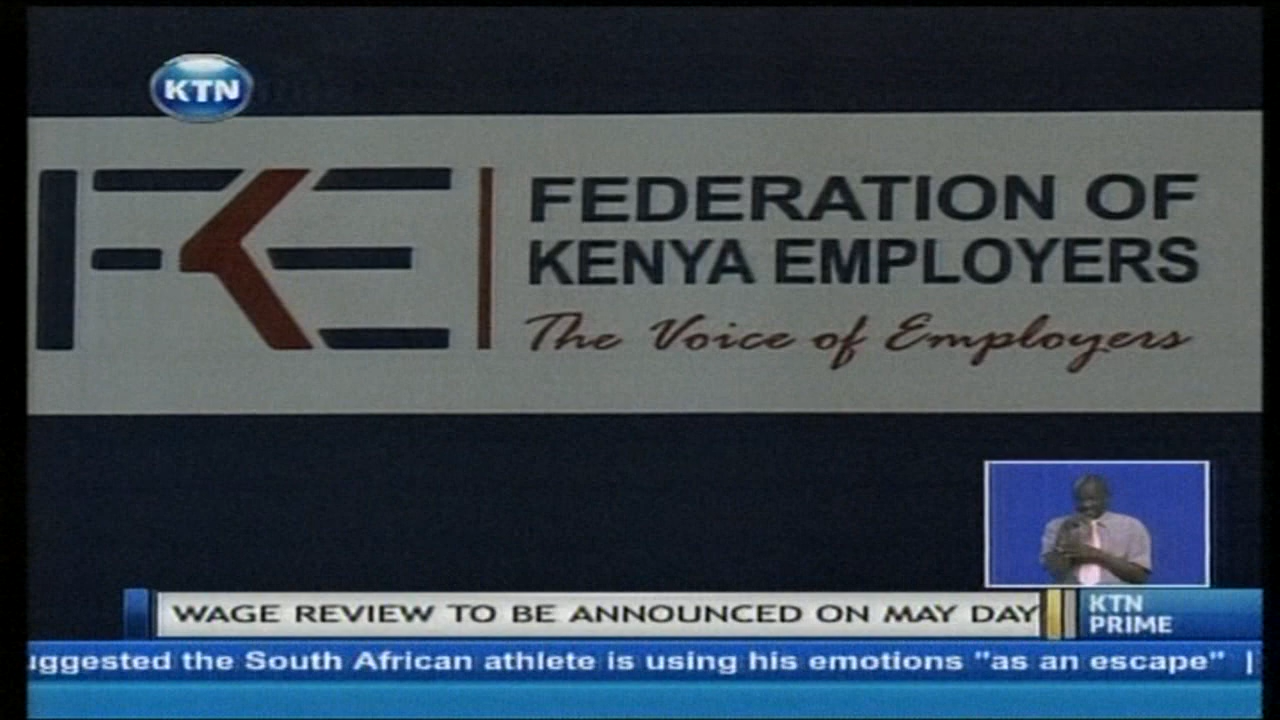 KTN
FKE
FEDERATION OF
KENYA EMPLOYERS
The Voice of Employers
WAGE REVIEW TO BE ANNOUNCED ON MAY DAY
KTN
PRIME
uggested the South African athlete is using his emotions "as an escape" |